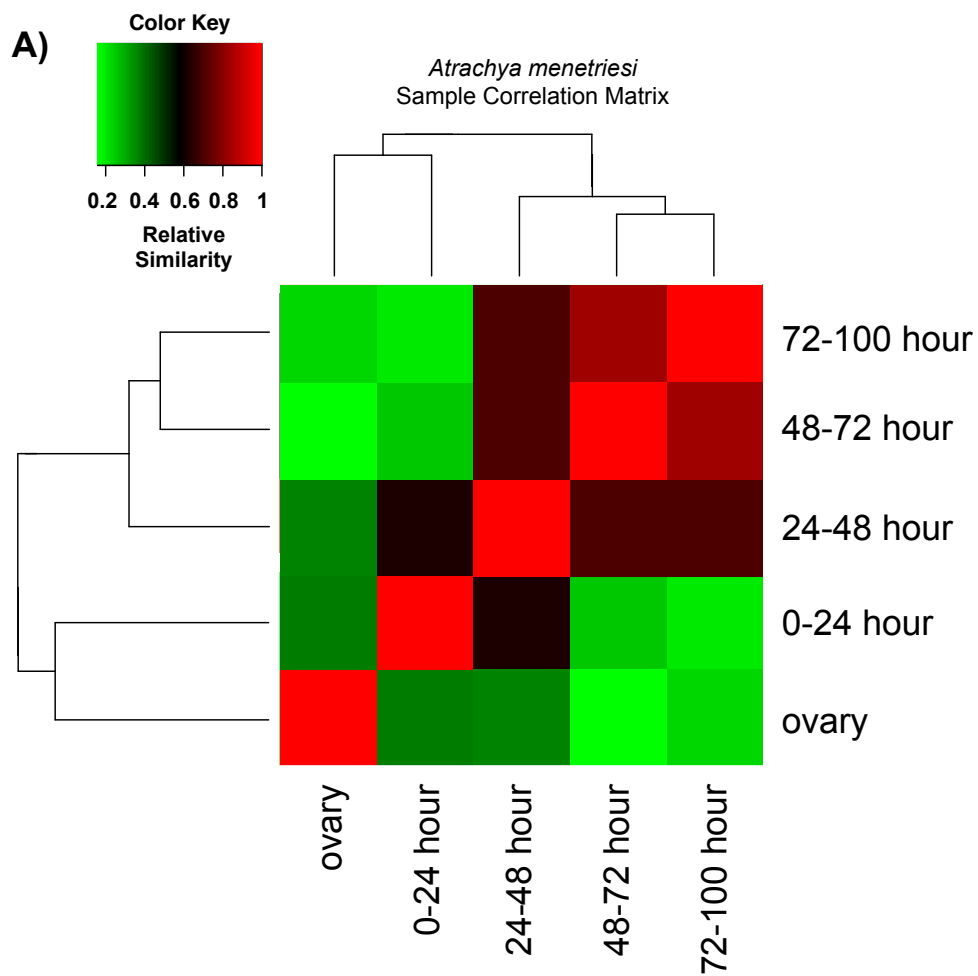 A)
Color Key
0.2 0.4 0.6 0.8 1
Relative
Similarity
Atrachya menetriesi
Sample Correlation Matrix
72-100 hour
48-72 hour
24-48 hour
0-24 hour
ovary
ovary
0-24 hour
24-48 hour
48-72 hour
72-100 hour